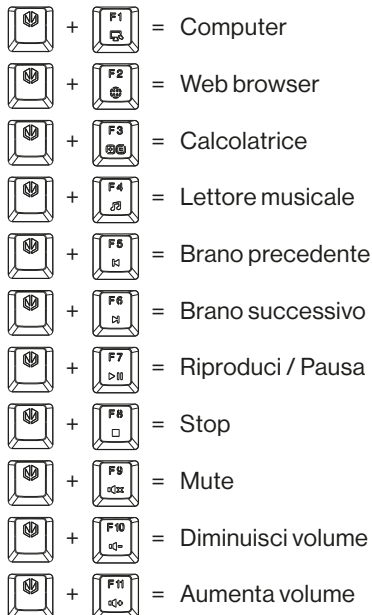 + F1 = Computer
+ F2 = Web browser
+ F3 = Calcolatrice
+ F4 = Lettore musicale
+ F5 = Brano precedente
+ F6 = Brano successivo
+ F7 = Riproduci / Pausa
+ F8 = Stop
+ F9 = Mute
+ F10 = Diminuisci volume
+ F11 = Aumenta volume